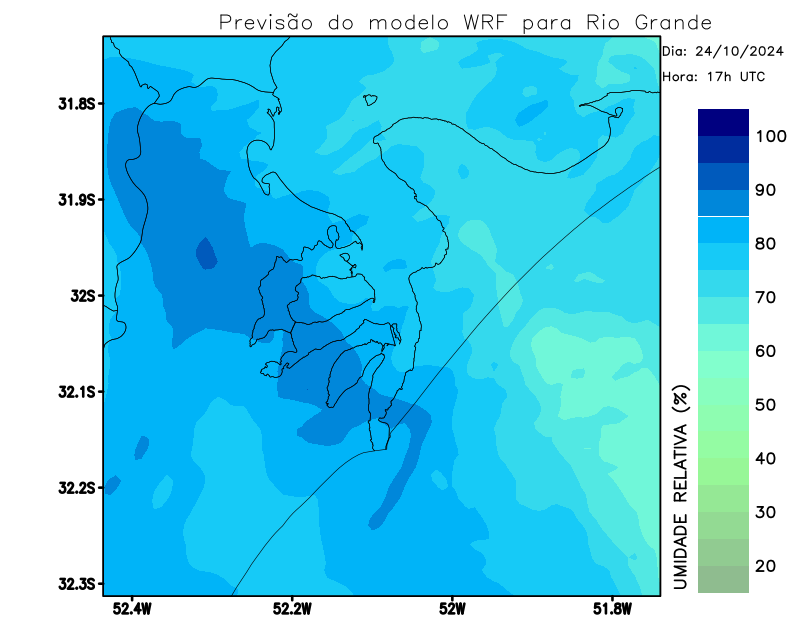 Previsão do modelo WRF para Rio Grande
Dia: 24/10/2024
Hora: 17h UTC
31.8S
31.9S
32S
32.1S
32.2S
32.3S
52.4W
52.2W
52W
51.8W
UMIDADE RELATIVA (%)
100
90
80
70
60
50
40
30
20